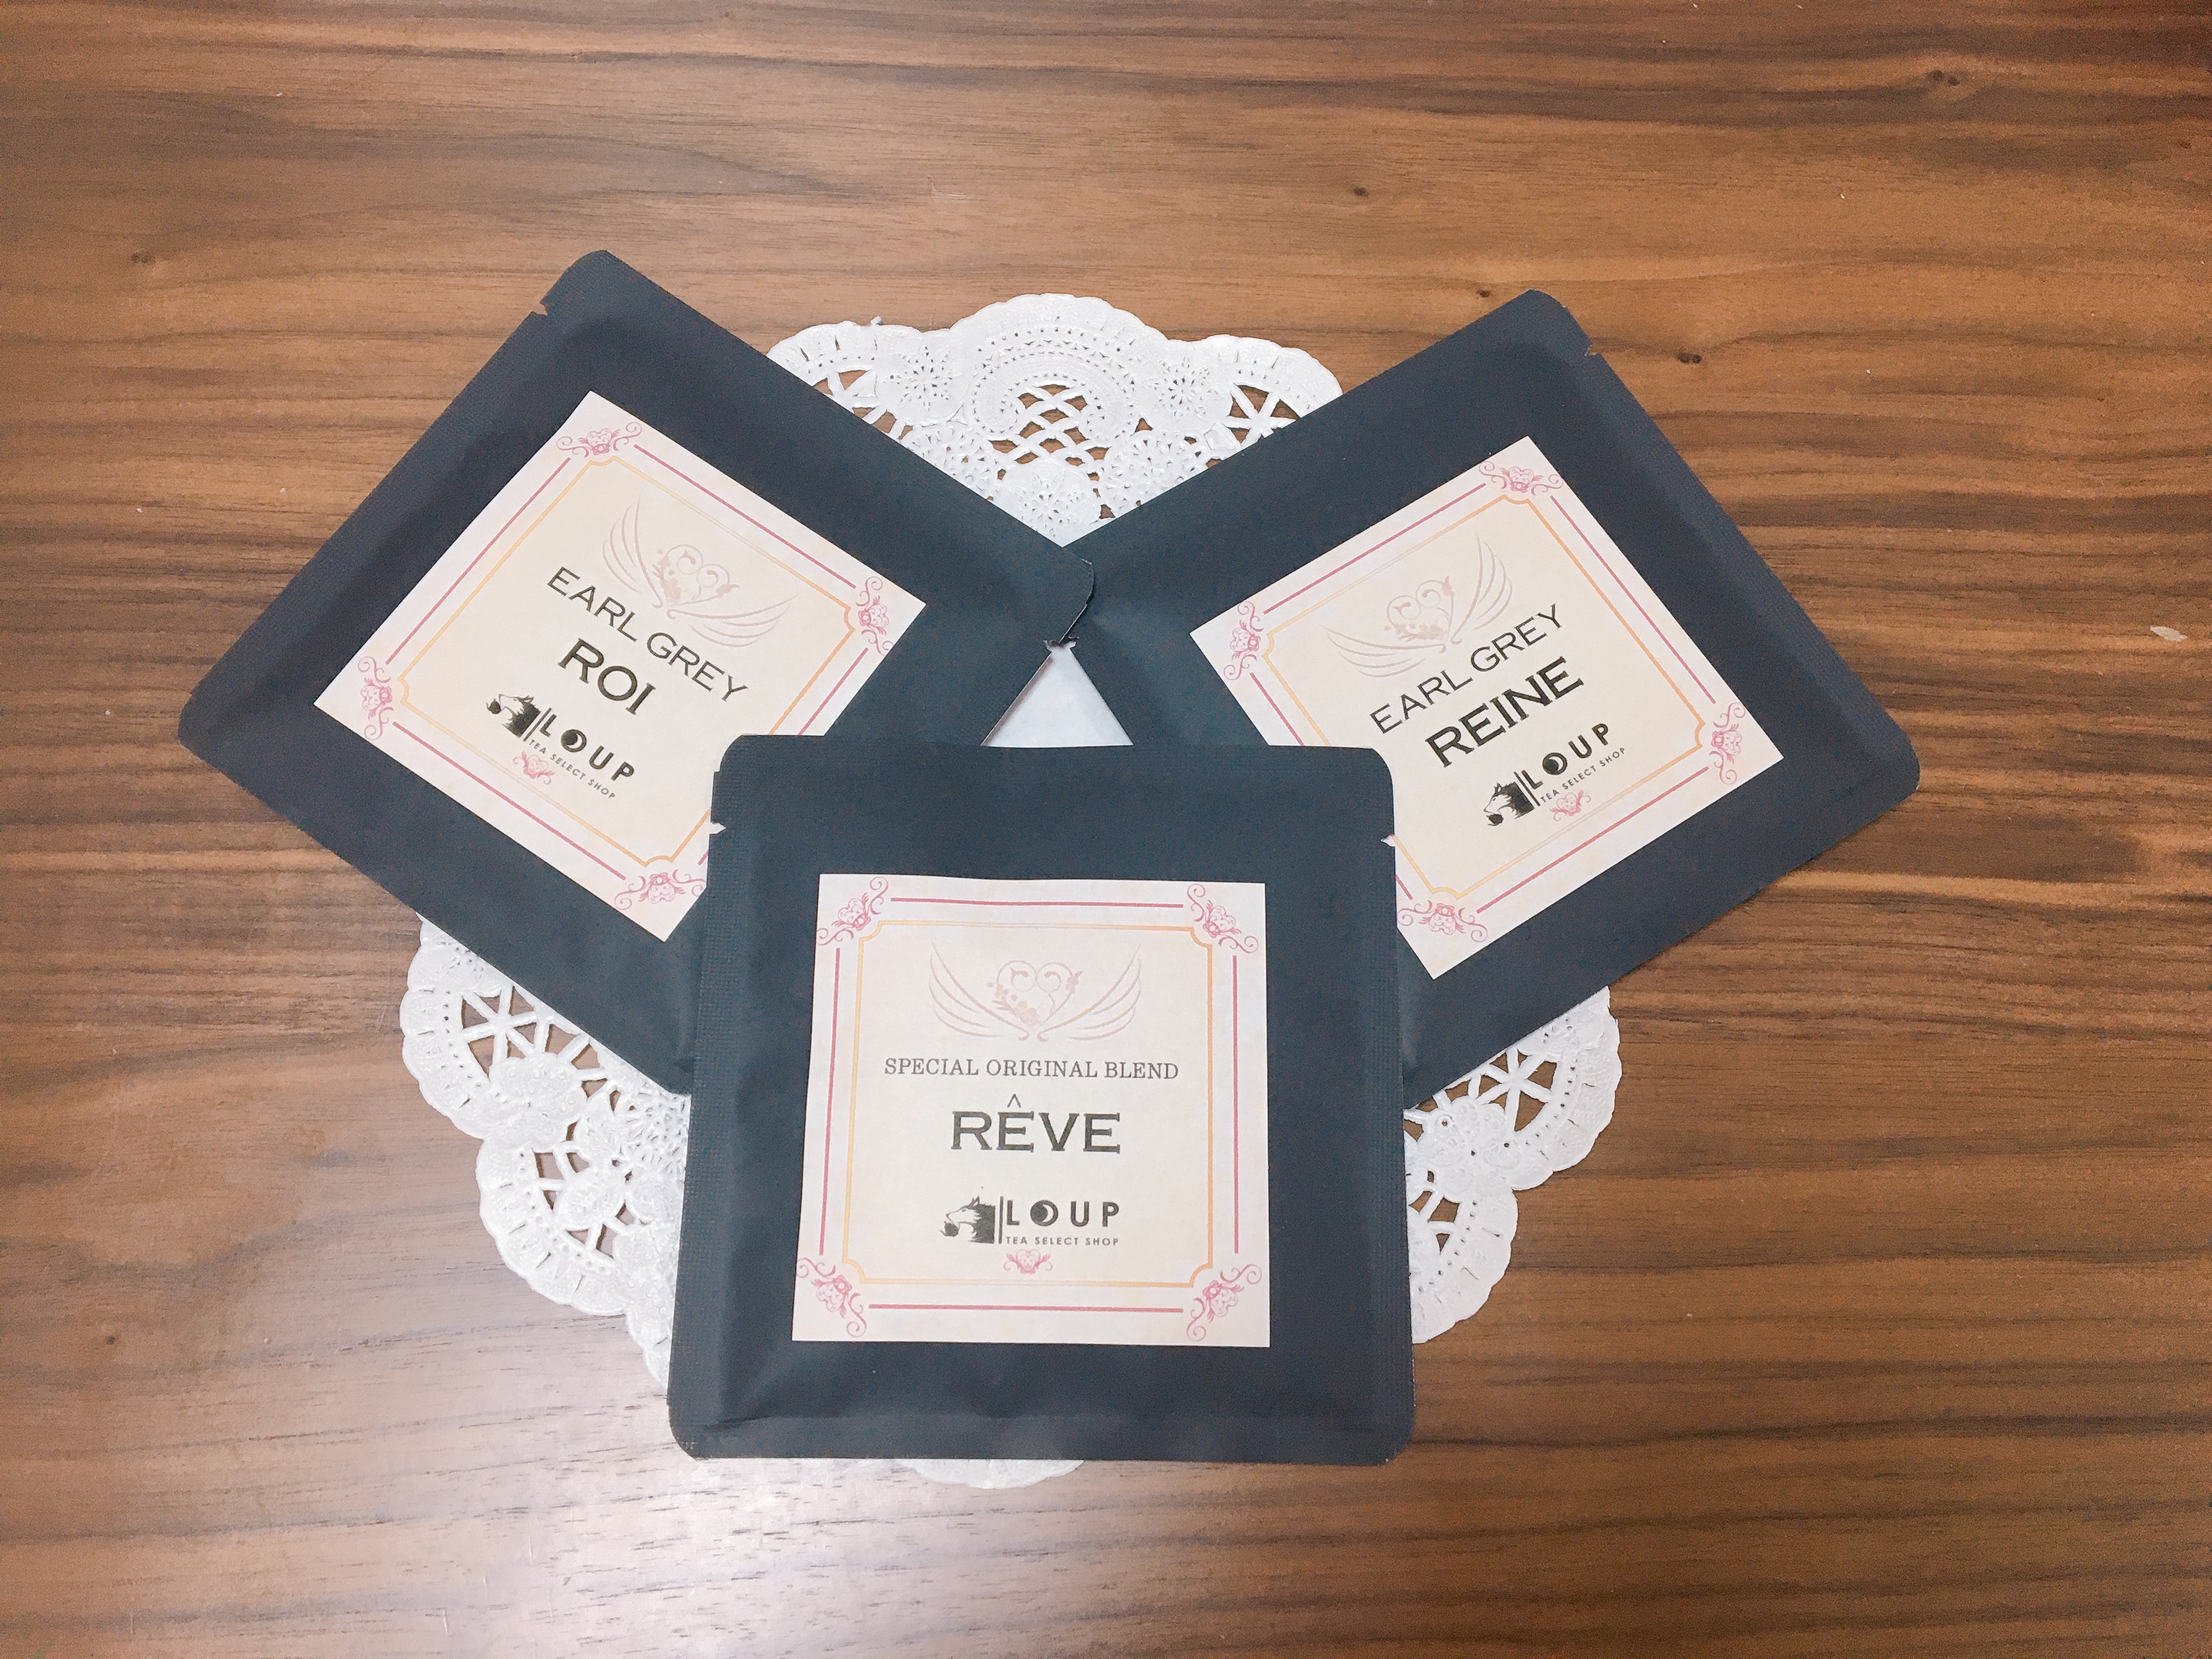 EARL GREY
ROI
LOUP
TEA SELECT SHOP
EARL GREY
REINE
LOUP
TEA SELECT SHOP
SPECIAL ORIGINAL BLEND
RÊVE
LOUP
TEA SELECT SHOP